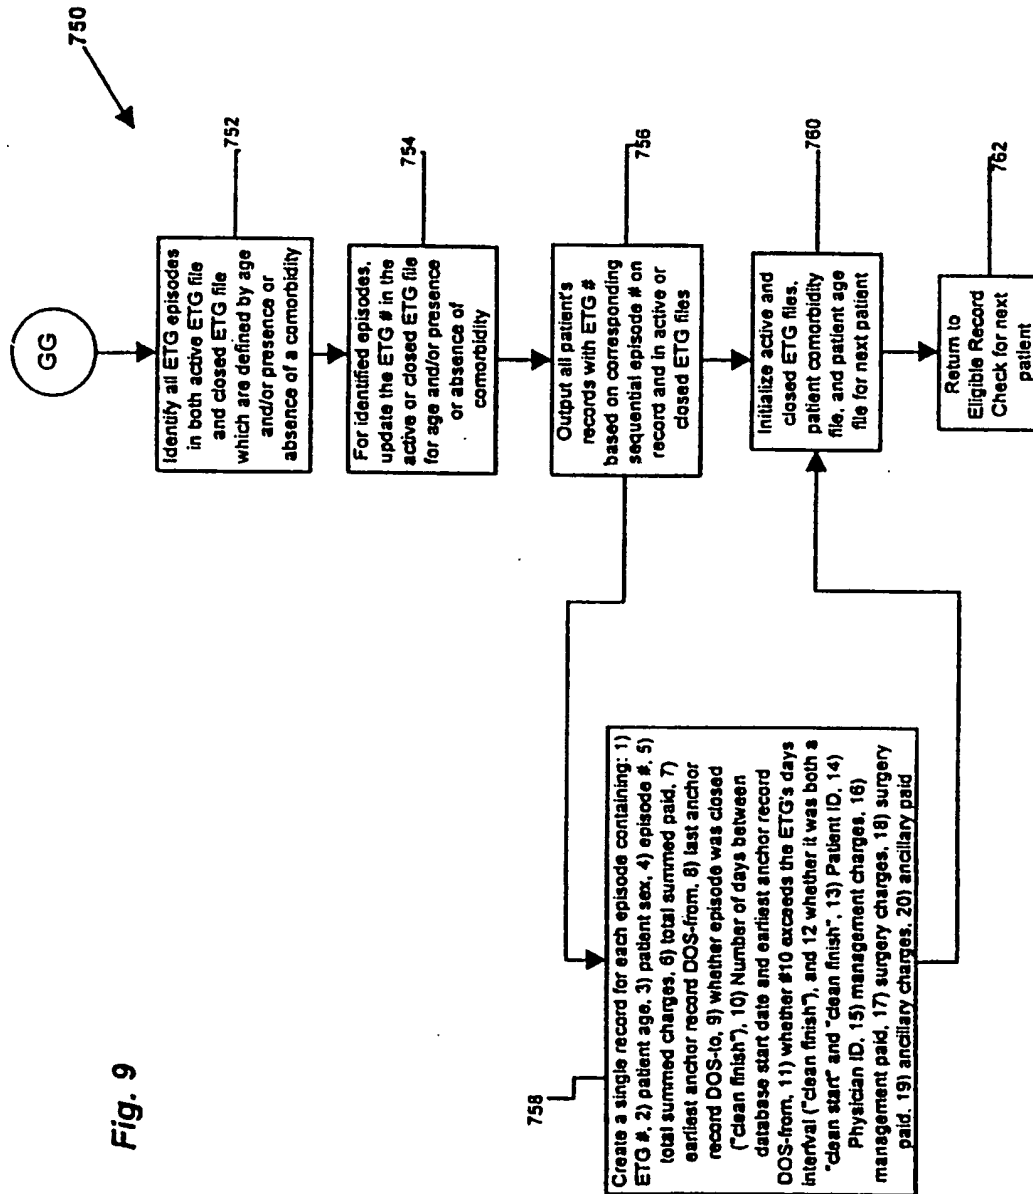 Fig. 9
750
GG
Identify all ETG episodes
in both active ETG file
and closed ETG file
which are defined by age
and/or presence or
absence of a comorbidity
752
For identified episodes,
update the ETG # in the
active or closed ETG file
for age and/or presence
or absence of
comorbidity
754
Output all patient's
records with ETG #
based on corresponding
sequential episode # on
record and in active or
closed ETG files
756
758
Create a single record for each episode containing: 1)
ETG #, 2) patient age, 3) patient sex, 4) episode #, 5)
total summed charges, 6) total summed paid, 7)
earliest anchor record DOS-from, 8) last anchor
record DOS-to, 9) whether episode was closed
("clean finish"), 10) Number of days between
database start date and earliest anchor record
DOS-from, 11) whether #10 exceeds the ETG's days
interval ("clean finish"), and 12 whether it was both a
"clean start" and "clean finish", 13) Patient ID, 14)
Physician ID, 15) management charges, 16)
management paid, 17) surgery charges, 18) surgery
paid, 19) ancillary charges, 20) ancillary paid
Initialize active and
closed ETG files,
patient comorbidity
file, and patient age
file for next patient
760
Return to
Eligible Record
Check for next
patient
762